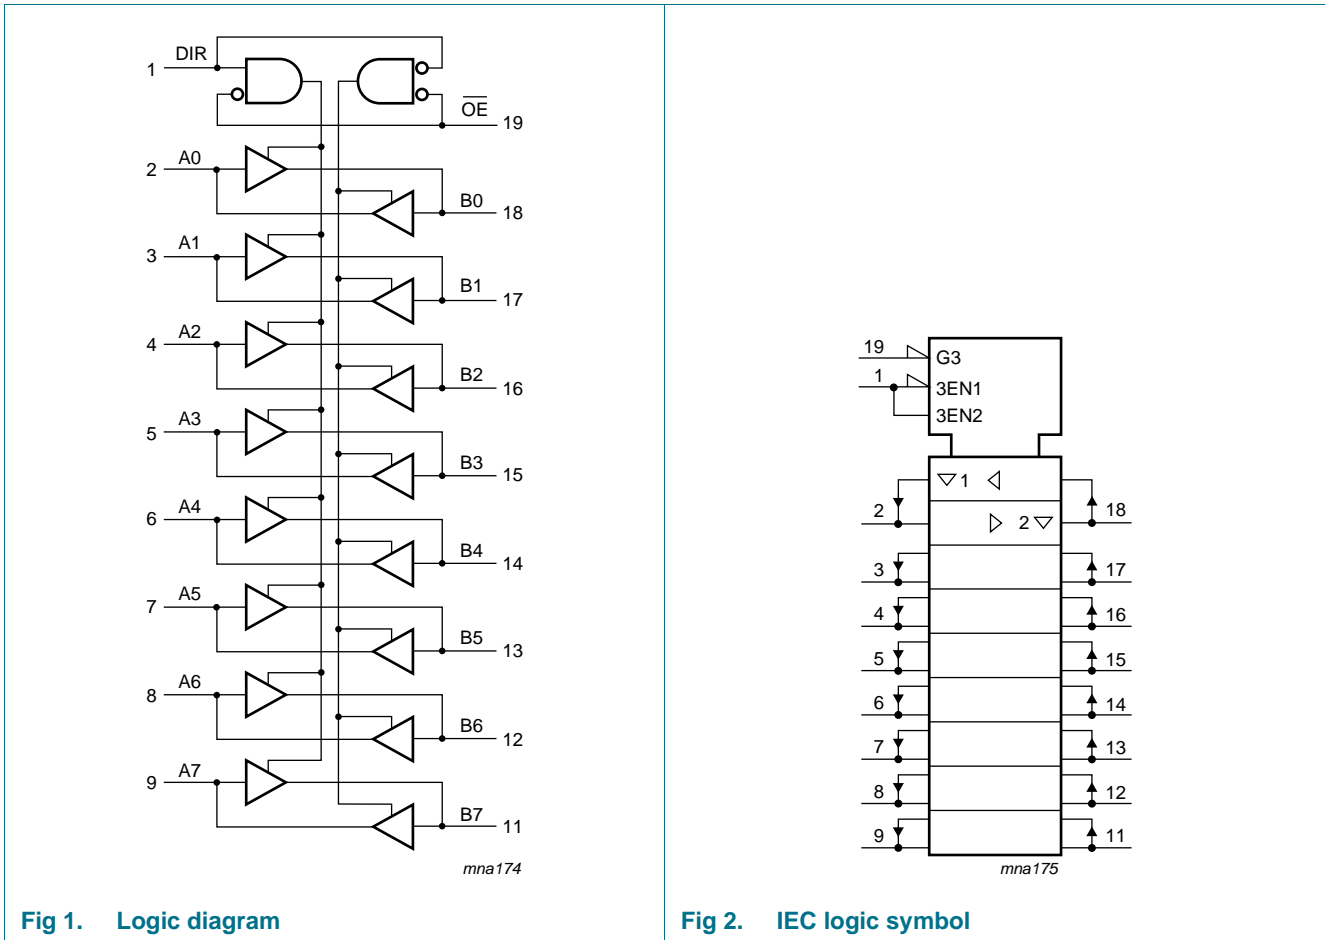 DIR
1
OE
19
A0
2
B0
18
A1
3
B1
17
A2
4
B2
16
A3
5
B3
15
A4
6
B4
14
A5
7
B5
13
A6
8
B6
12
A7
9
B7
11
mna174
Fig 1. Logic diagram
19
G3
1
3EN1
3EN2
1
2
18
2
3
17
4
16
5
15
6
14
7
13
8
12
9
11
mna175
Fig 2. IEC logic symbol